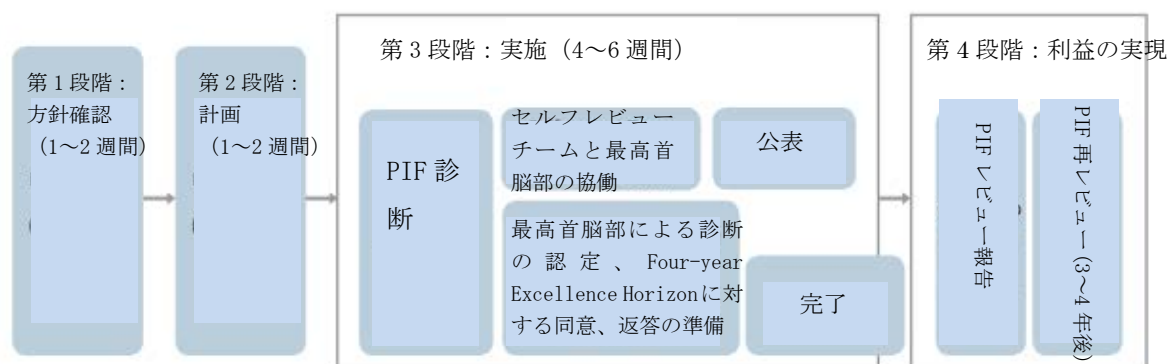 第1段階：
方針確認
（1～2週間）
第2段階：
計画
（1～2週間）
第3段階：実施（4～6週間）
PIF診
断
セルフレビュー
チームと最高首
脳部の協働
公表
最高首脳部による診断
の認定、Four-year
Excellence Horizonに対
する同意、返答の準備
完了
第4段階：利益の実現
PIFレビュー報告
PIF再レビュー(3～4年後)